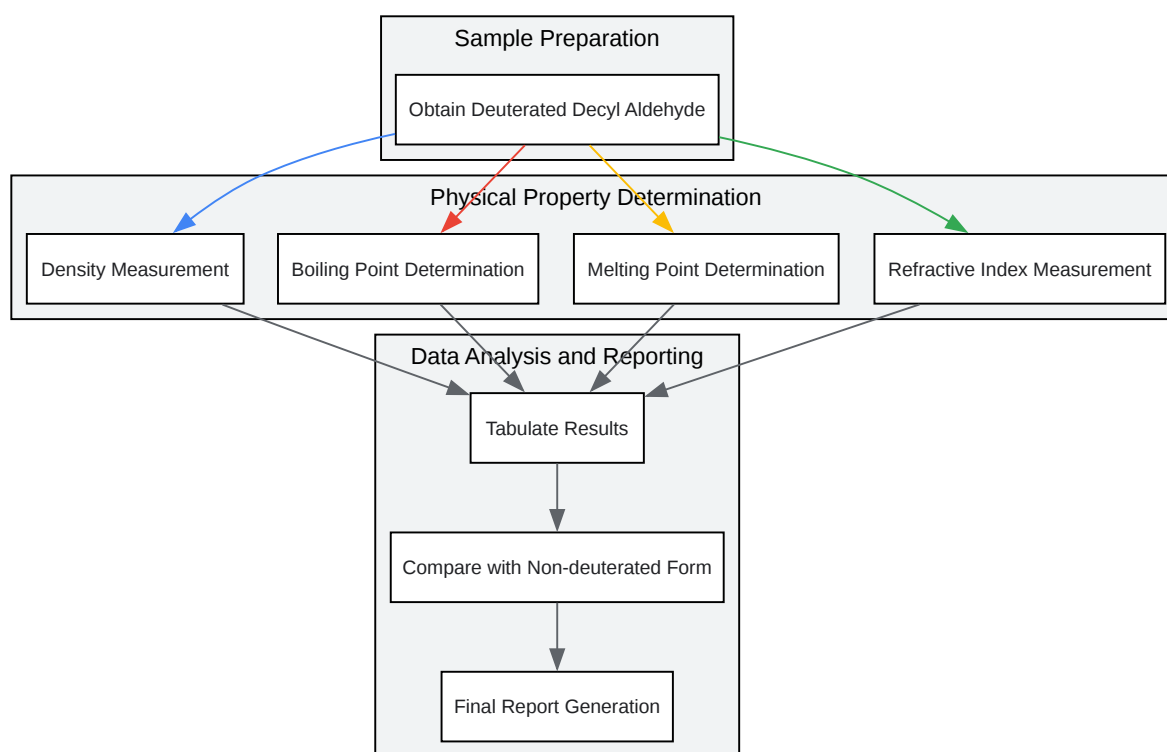 Sample Preparation
Obtain Deuterated Decyl Aldehyde
Physical Property Determination
Density Measurement
Boiling Point Determination
Melting Point Determination
Refractive Index Measurement
Data Analysis and Reporting
Tabulate Results
Compare with Non-deuterated Form
Final Report Generation